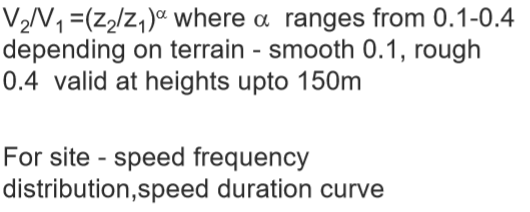 V₂/V₁ =(z₂/z₁)ᵅ where α ranges from 0.1-0.4
depending on terrain - smooth 0.1, rough
0.4 valid at heights upto 150m
For site - speed frequency
distribution,speed duration curve